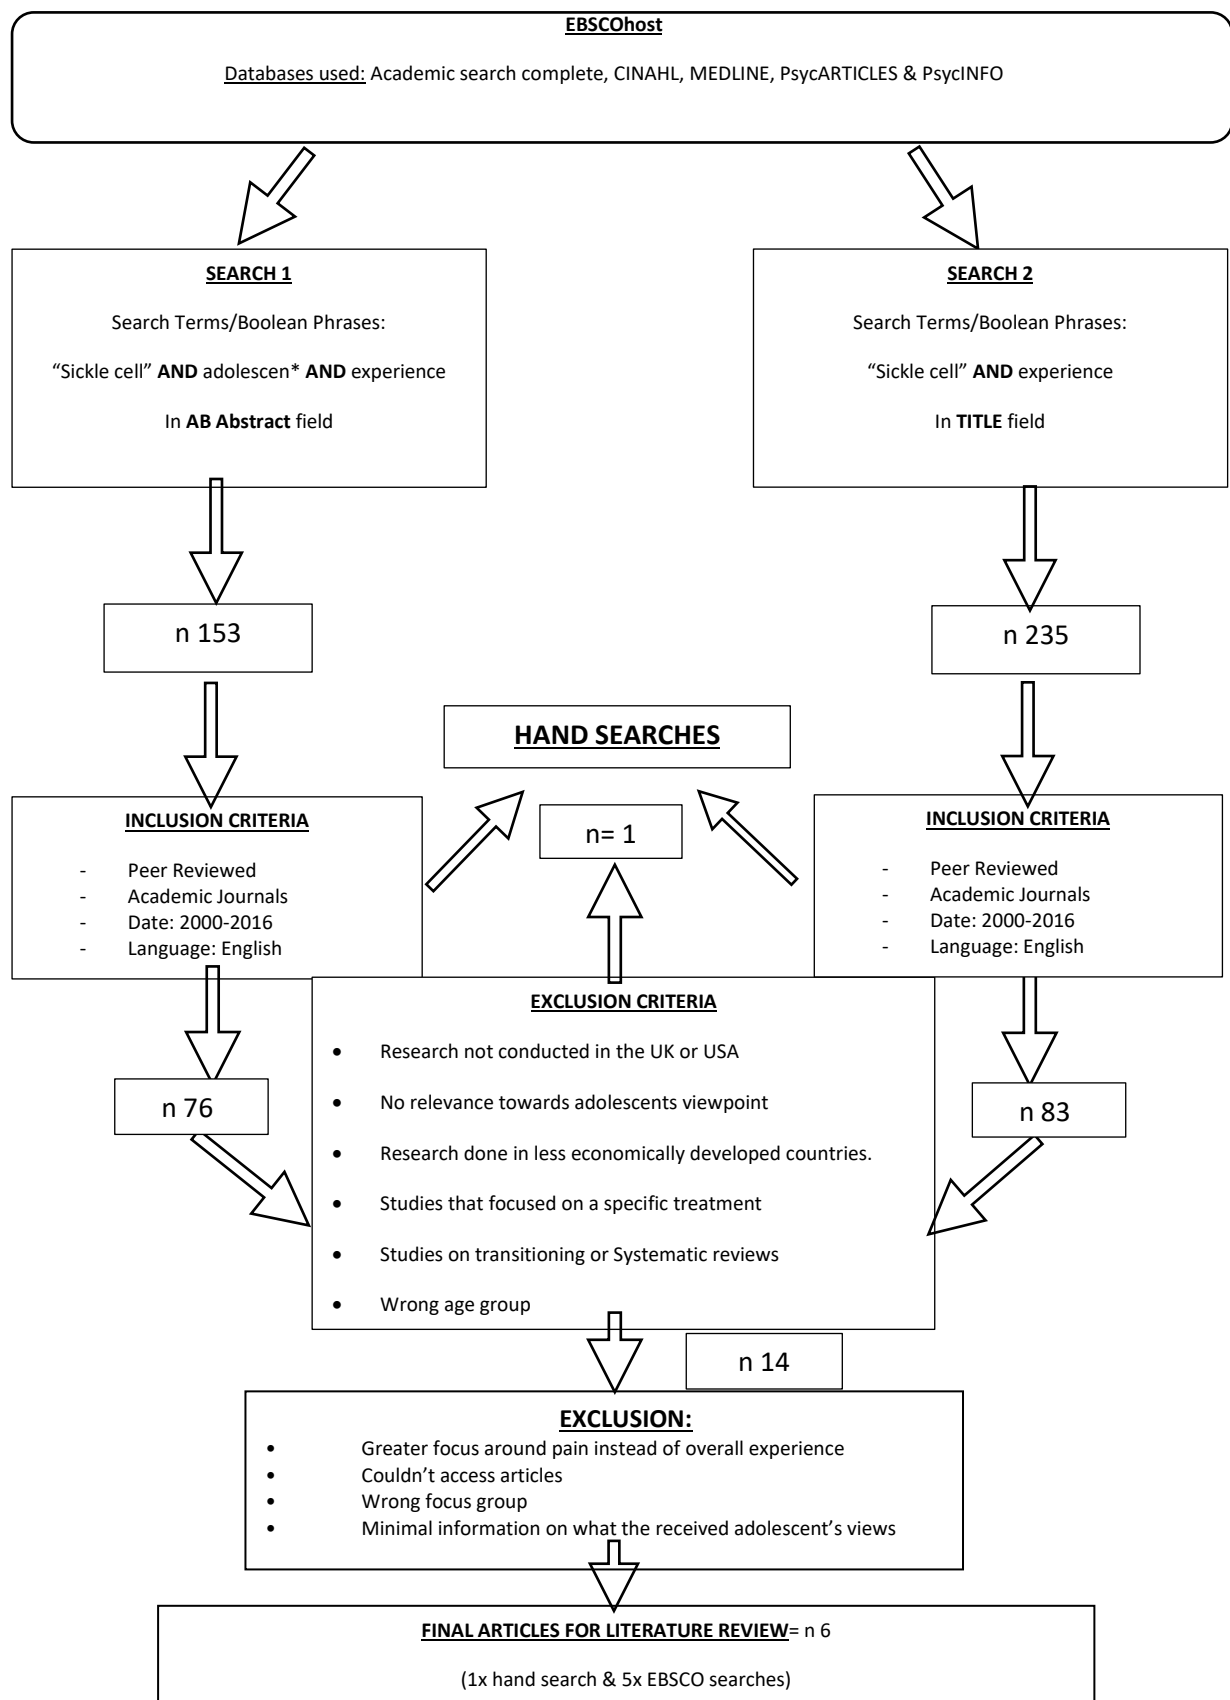 EBSCOhost
Databases used: Academic search complete, CINAHL, MEDLINE, PsycARTICLES & PsycINFO
SEARCH 1
Search Terms/Boolean Phrases:
“Sickle cell” AND adolescen* AND experience
In AB Abstract field
SEARCH 2
Search Terms/Boolean Phrases:
“Sickle cell” AND experience
In TITLE field
n 153
n 235
HAND SEARCHES
n= 1
INCLUSION CRITERIA
- Peer Reviewed
- Academic Journals
- Date: 2000-2016
- Language: English
INCLUSION CRITERIA
- Peer Reviewed
- Academic Journals
- Date: 2000-2016
- Language: English
n 76
n 83
EXCLUSION CRITERIA
• Research not conducted in the UK or USA
• No relevance towards adolescents viewpoint
• Research done in less economically developed countries.
• Studies that focused on a specific treatment
• Studies on transitioning or Systematic reviews
• Wrong age group
n 14
EXCLUSION:
• Greater focus around pain instead of overall experience
• Couldn’t access articles
• Wrong focus group
• Minimal information on what the received adolescent’s views
FINAL ARTICLES FOR LITERATURE REVIEW= n 6
(1x hand search & 5x EBSCO searches)